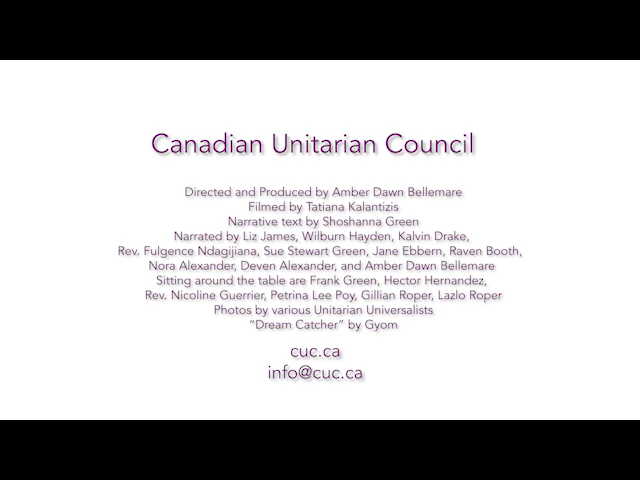 Canadian Unitarian Council
Directed and Produced by Amber Dawn Bellemare
Filmed by Tatiana Kalantizis
Narrative text by Shoshanna Green
Narrated by Liz James, Wilburn Hayden, Kalvin Drake,
Rev. Fulgence Ndagijiana, Sue Stewart Green, Jane Ebbern, Raven Booth,
Nora Alexander, Deven Alexander, and Amber Dawn Bellemare
Sitting around the table are Frank Green, Hector Hernandez,
Rev. Nicoline Guerrier, Petrina Lee Poy, Gillian Roper, Lazlo Roper
Photos by various Unitarian Universalists
“Dream Catcher” by Gyom
cuc.ca
info@cuc.ca